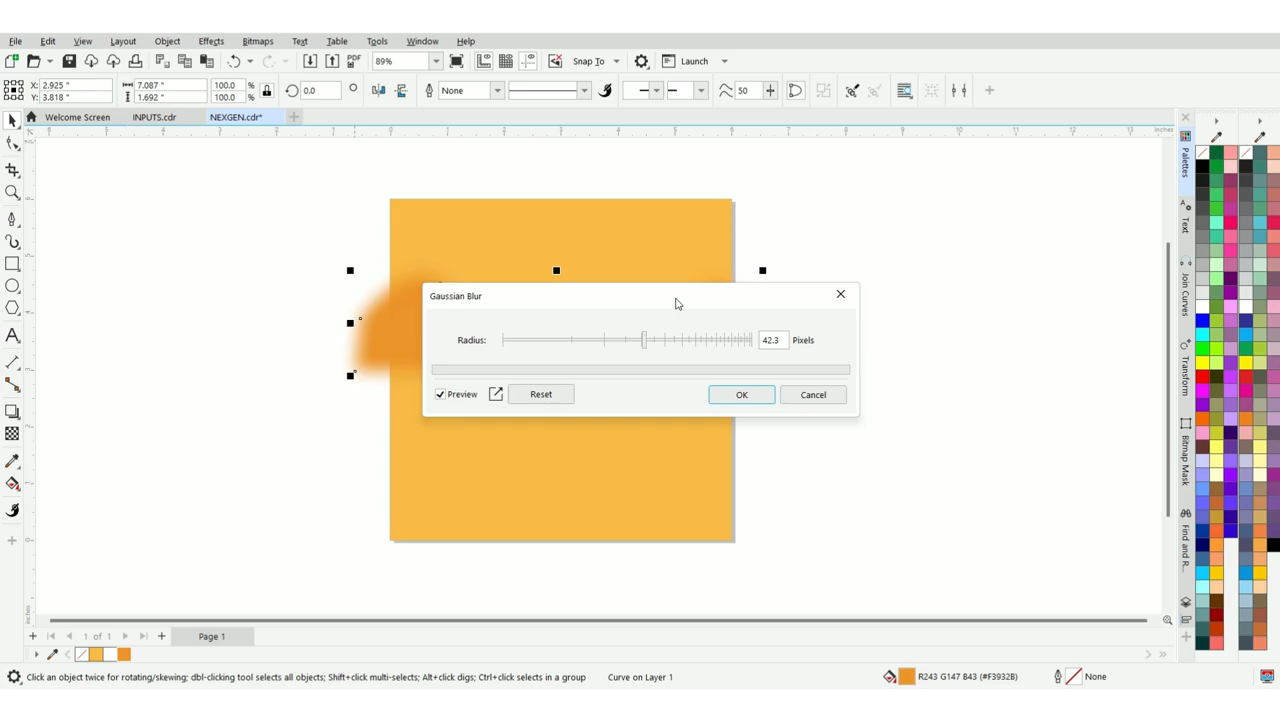 File Edit View Layout Object Effects Bitmaps Text Table Tools Window Help
PDF 89% Snap To Launch
X: 2.925 " 7.087 " 100.0 % 0.0 None 50
Y: 3.818 " 1.692 " 100.0 %
Welcome Screen INPUTS.cdr NEXGEN.cdr*
inches
Palettes
Text
Join Curves
Transform
Bitmap Mask
Find and R...
Gaussian Blur
Radius: 42.3 Pixels
Preview Reset OK Cancel
inches
1 of 1 Page 1
Click an object twice for rotating/skewing; dbl-clicking tool selects all objects; Shift+click multi-selects; Alt+click digs; Ctrl+click selects in a group Curve on Layer 1 R243 G147 B43 (#F3932B) None